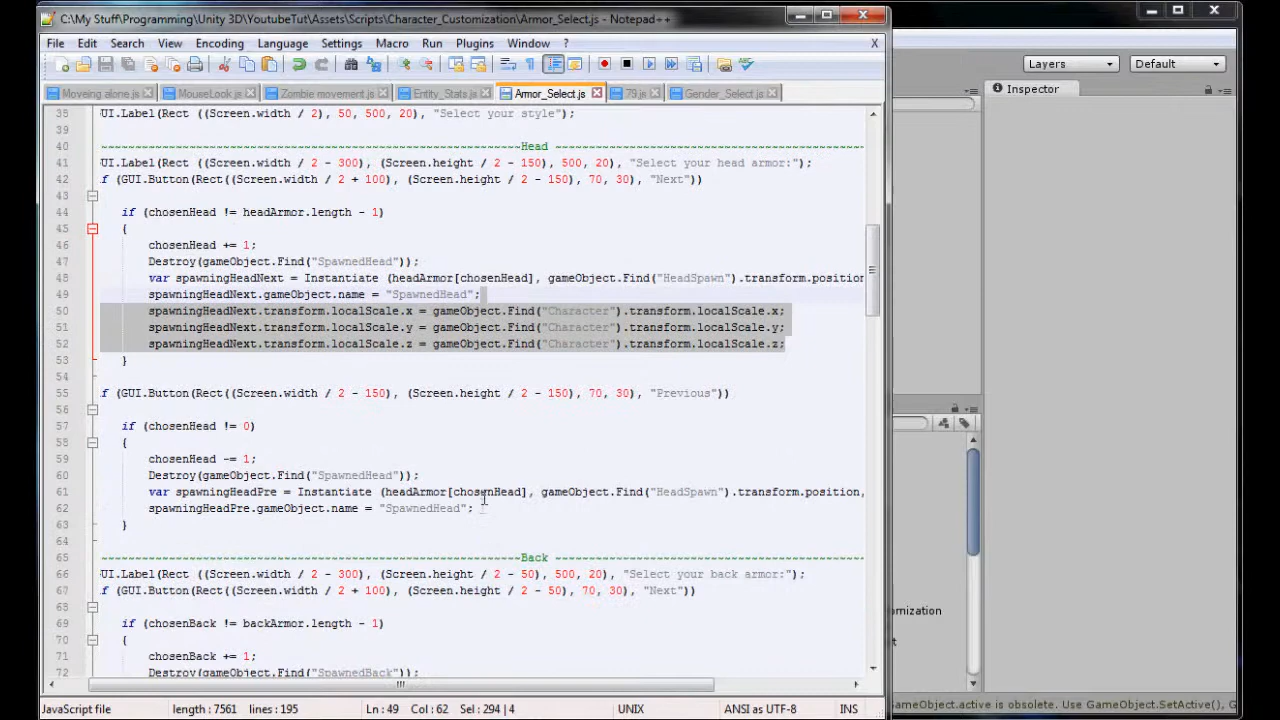 C:\My Stuff\Programming\Unity 3D\YoutubeTut\Assets\Scripts\Character_Customization\Armor_Select.js - Notepad++
File Edit Search View Encoding Language Settings Macro Run Plugins Window ? X
Layers Default
Moveing alone.js MouseLook.js Zombie movement.js Entity_Stats.js Armor_Select.js 79.js Gender_Select.js
Inspector
38 UI.Label(Rect ((Screen.width / 2), 50, 500, 20), "Select your style");
39
40 ~~~~~~~~~~~~~~~~~~~~~~~~~~~~~~~~~~~~~~~~~~~~~~~~~~~~~~~~~~~~~~Head ~~~~~~~~~~~~~~~~~~~~~~~~~~~~~~~~~~~~~~~~~~~~~~
41 UI.Label(Rect ((Screen.width / 2 - 300), (Screen.height / 2 - 150), 500, 20), "Select your head armor:");
42 f (GUI.Button(Rect((Screen.width / 2 + 100), (Screen.height / 2 - 150), 70, 30), "Next"))
43
44 if (chosenHead != headArmor.length - 1)
45 {
46 chosenHead += 1;
47 Destroy(gameObject.Find("SpawnedHead"));
48 var spawningHeadNext = Instantiate (headArmor[chosenHead], gameObject.Find("HeadSpawn").transform.position
49 spawningHeadNext.gameObject.name = "SpawnedHead";
50 spawningHeadNext.transform.localScale.x = gameObject.Find("Character").transform.localScale.x;
51 spawningHeadNext.transform.localScale.y = gameObject.Find("Character").transform.localScale.y;
52 spawningHeadNext.transform.localScale.z = gameObject.Find("Character").transform.localScale.z;
53 }
54
55 f (GUI.Button(Rect((Screen.width / 2 - 150), (Screen.height / 2 - 150), 70, 30), "Previous"))
56
57 if (chosenHead != 0)
58 {
59 chosenHead -= 1;
60 Destroy(gameObject.Find("SpawnedHead"));
61 var spawningHeadPre = Instantiate (headArmor[chosenHead], gameObject.Find("HeadSpawn").transform.position,
62 spawningHeadPre.gameObject.name = "SpawnedHead";
63 }
64
65 ~~~~~~~~~~~~~~~~~~~~~~~~~~~~~~~~~~~~~~~~~~~~~~~~~~~~~~~~~~~~~~Back ~~~~~~~~~~~~~~~~~~~~~~~~~~~~~~~~~~~~~~~~~~~~~~
66 UI.Label(Rect ((Screen.width / 2 - 300), (Screen.height / 2 - 50), 500, 20), "Select your back armor:");
67 f (GUI.Button(Rect((Screen.width / 2 + 100), (Screen.height / 2 - 50), 70, 30), "Next"))
68
69 if (chosenBack != backArmor.length - 1)
70 {
71 chosenBack += 1;
72 Destroy(gameObject.Find("SpawnedBack"));
omization
t
JavaScript file length : 7561 lines : 195 Ln : 49 Col : 62 Sel : 294 | 4 UNIX ANSI as UTF-8 INS
ameObject.active is obsolete. Use GameObject.SetActive(), G